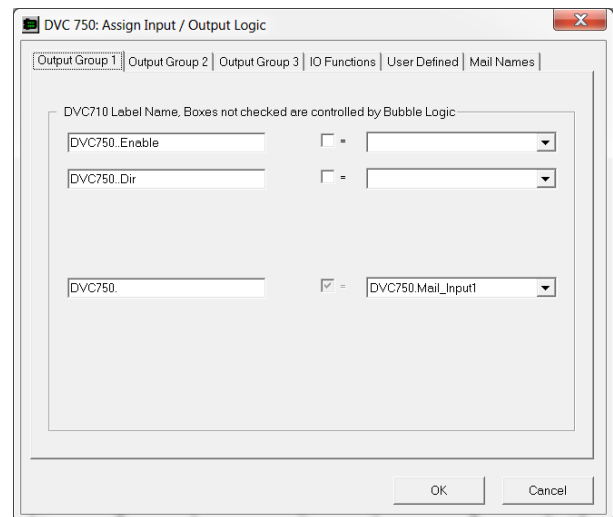 DVC 750: Assign Input / Output Logic
Output Group 1 Output Group 2 Output Group 3 IO Functions User Defined Mail Names
DVC710 Label Name, Boxes not checked are controlled by Bubble Logic
DVC750..Enable =
DVC750..Dir =
DVC750. = DVC750.Mail_Input1
OK Cancel